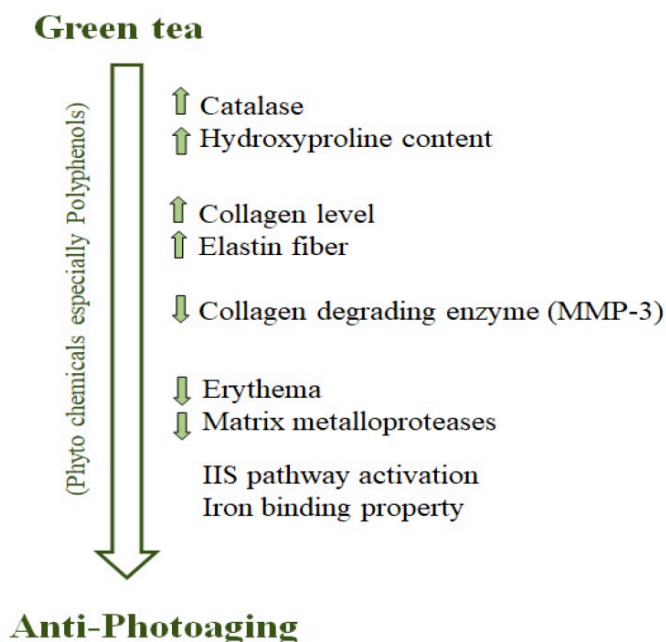 Green tea
(Phyto chemicals especially Polyphenols)
Catalase
Hydroxyproline content
Collagen level
Elastin fiber
Collagen degrading enzyme (MMP-3)
Erythema
Matrix metalloproteases
IIS pathway activation
Iron binding property
Anti-Photoaging